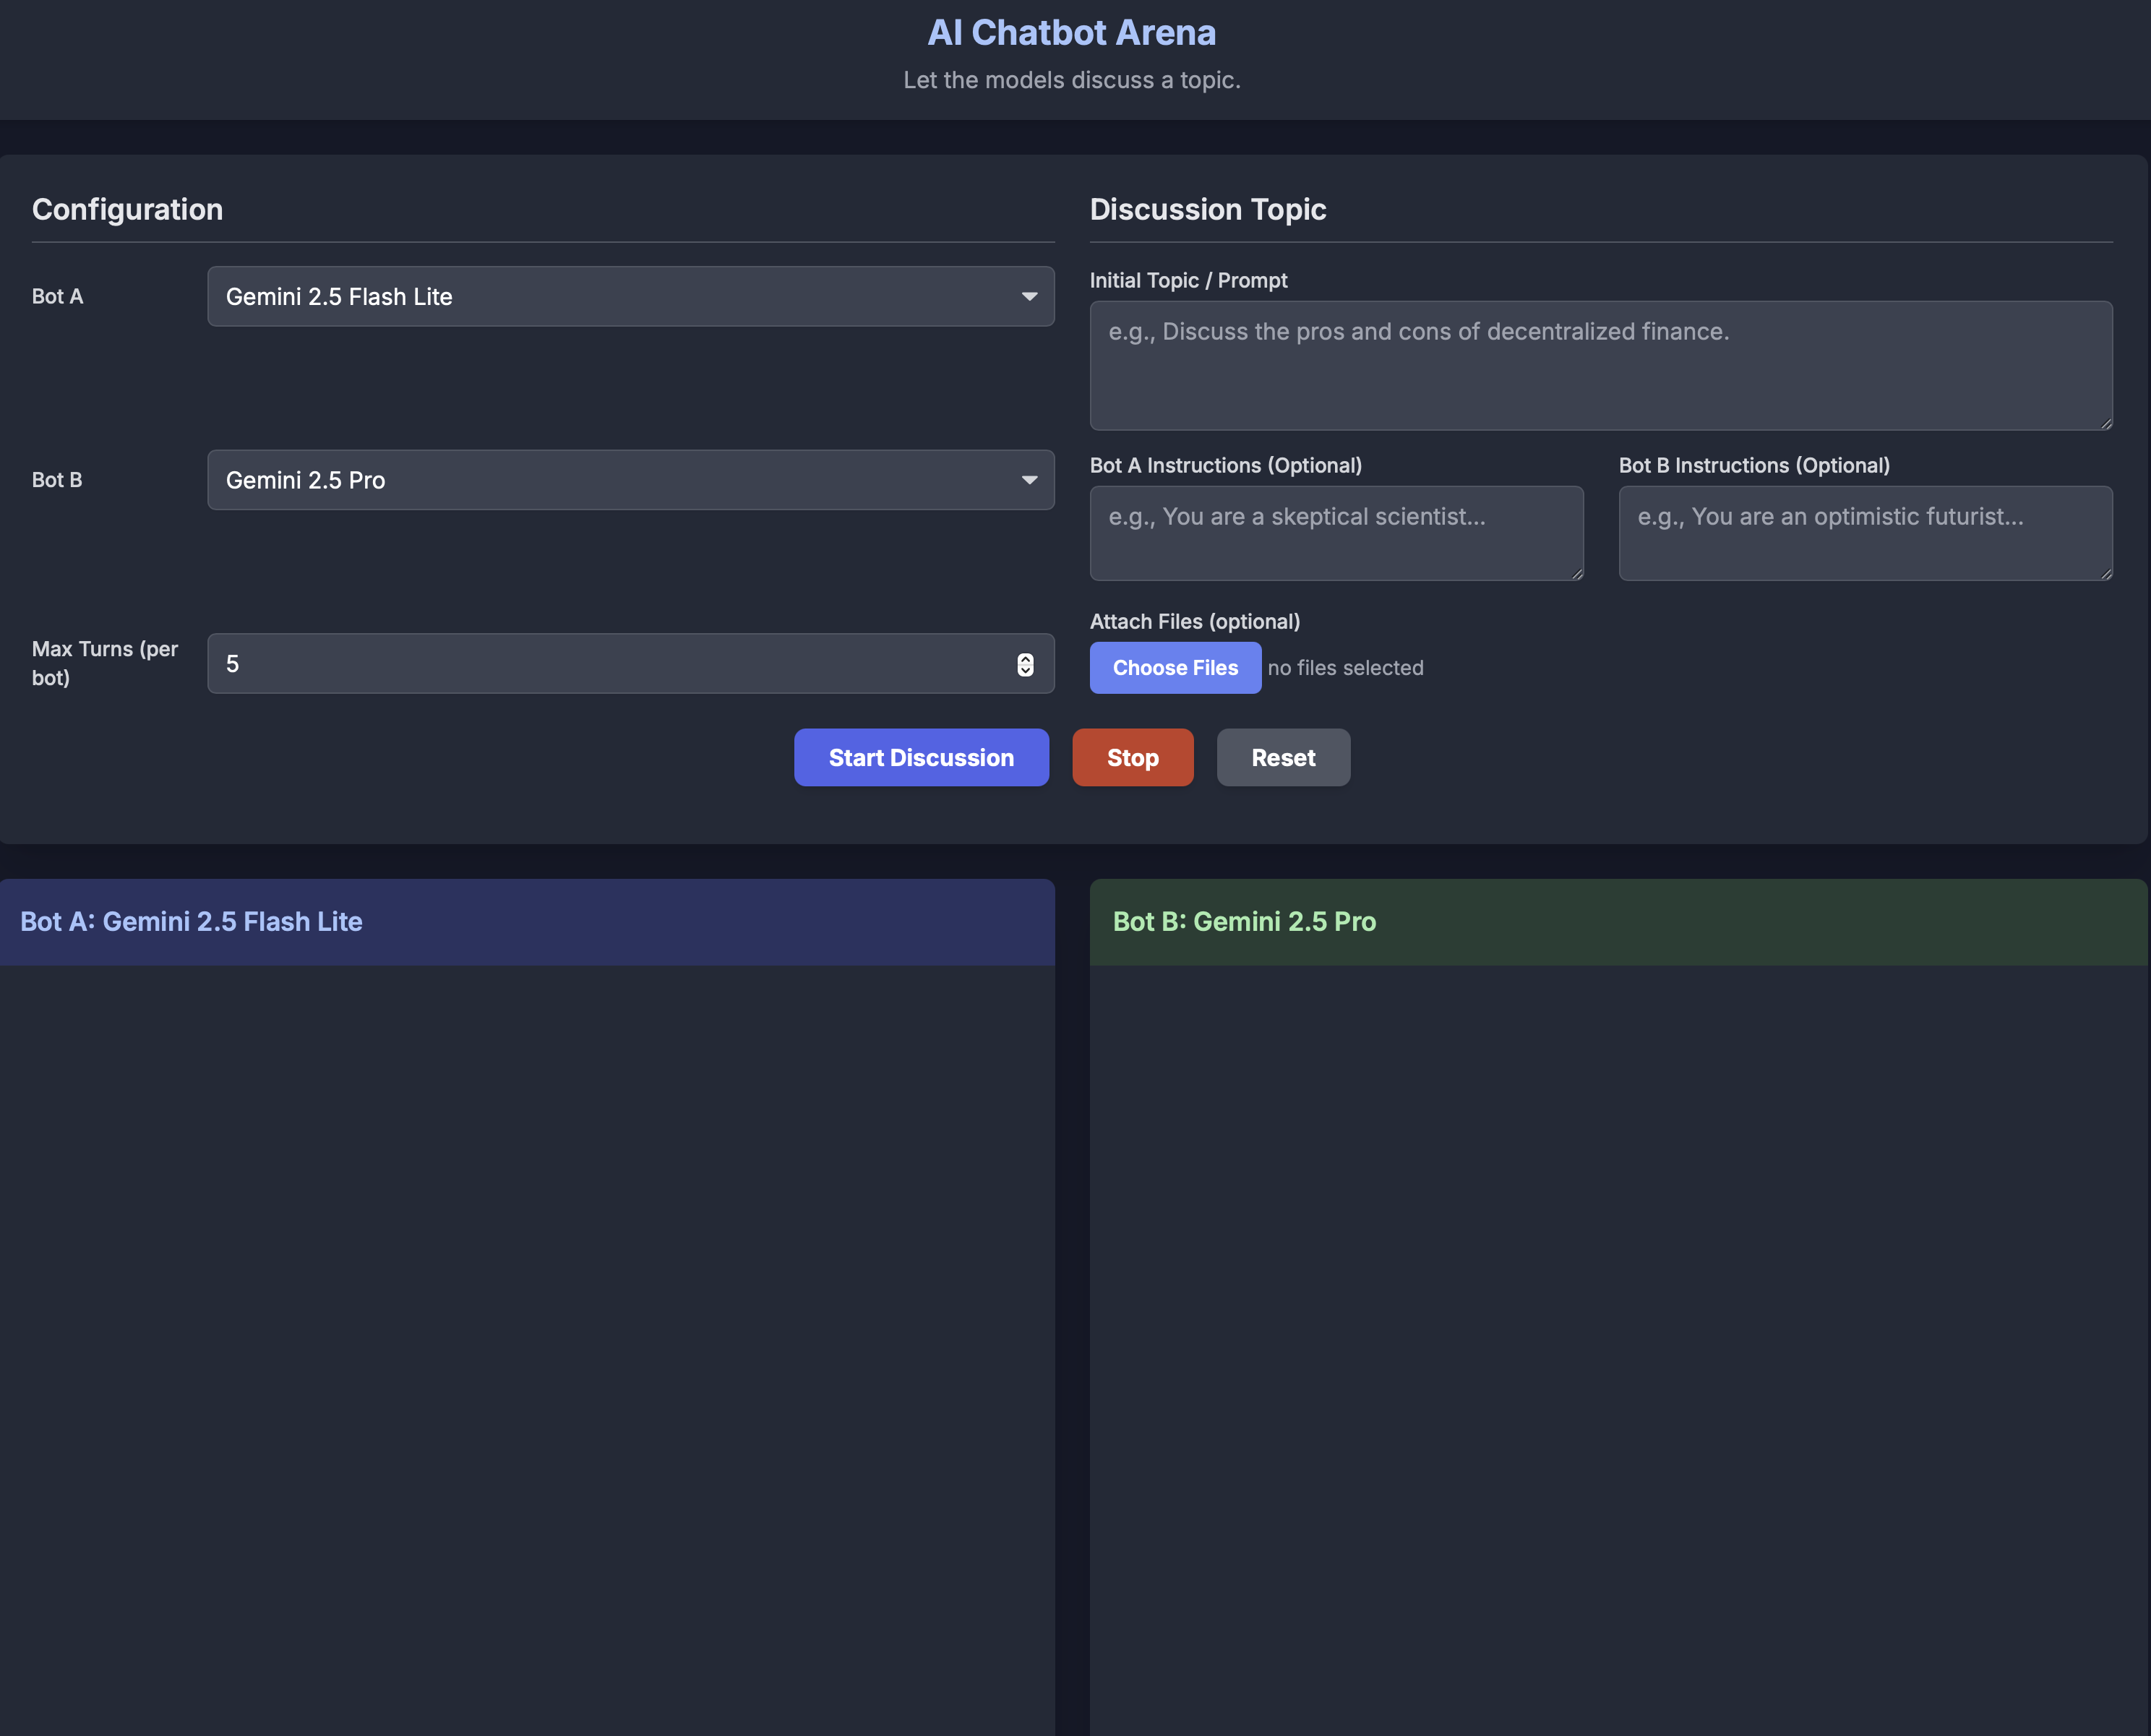 AI Chatbot Arena
Let the models discuss a topic.
Configuration
Bot A
Gemini 2.5 Flash Lite
Bot B
Gemini 2.5 Pro
Max Turns (per
bot)
5
Discussion Topic
Initial Topic / Prompt
e.g., Discuss the pros and cons of decentralized finance.
Bot A Instructions (Optional)
e.g., You are a skeptical scientist...
Bot B Instructions (Optional)
e.g., You are an optimistic futurist...
Attach Files (optional)
Choose Files no files selected
Start Discussion
Stop
Reset
Bot A: Gemini 2.5 Flash Lite
Bot B: Gemini 2.5 Pro